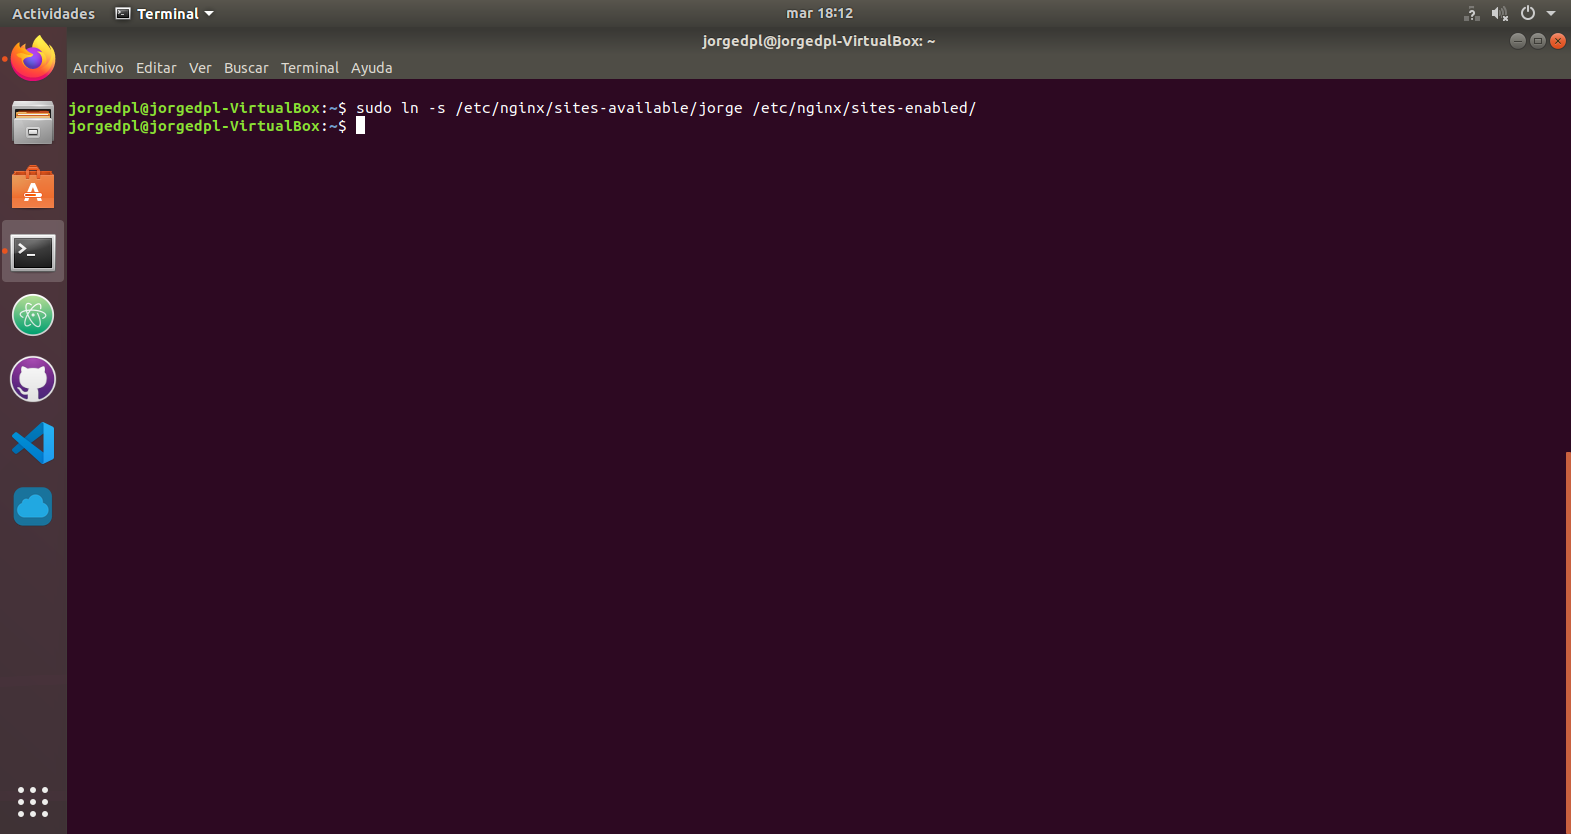 Actividades Terminal mar 18:12
jorgedpl@jorgedpl-VirtualBox: ~
Archivo Editar Ver Buscar Terminal Ayuda
jorgedpl@jorgedpl-VirtualBox:~$ sudo ln -s /etc/nginx/sites-available/jorge /etc/nginx/sites-enabled/
jorgedpl@jorgedpl-VirtualBox:~$